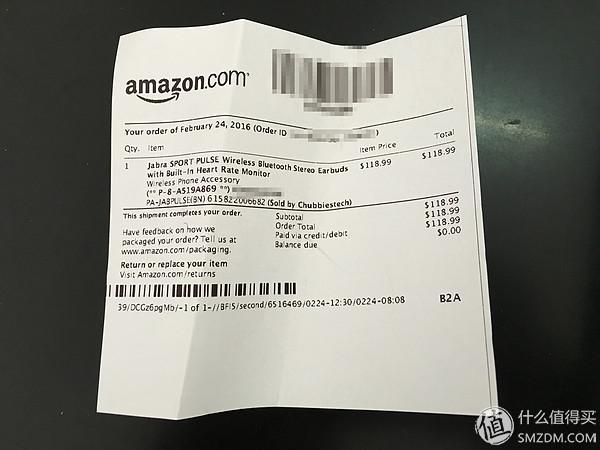 amazon.com
Your order of February 24, 2016 (Order ID )
Qty. Item Item Price Total
1 Jabra SPORT PULSE Wireless Bluetooth Stereo Earbuds $118.99 $118.99
with Built-In Heart Rate Monitor
Wireless Phone Accessory
(** P-8-A519A869 **)
PA-JABPULSE(BN) 615822006682 (Sold by Chubbiestech)
This shipment completes your order.
Subtotal $118.99
Order Total $118.99
Paid via credit/debit $118.99
Balance due $0.00
Have feedback on how we
packaged your order? Tell us at
www.amazon.com/packaging.
Return or replace your item
Visit Amazon.com/returns
39/DCGz6pgMb/-1 of 1-//BFI5/second/6516469/0224-12:30/0224-08:08 B2A
值 什么值得买
SMZDM.COM